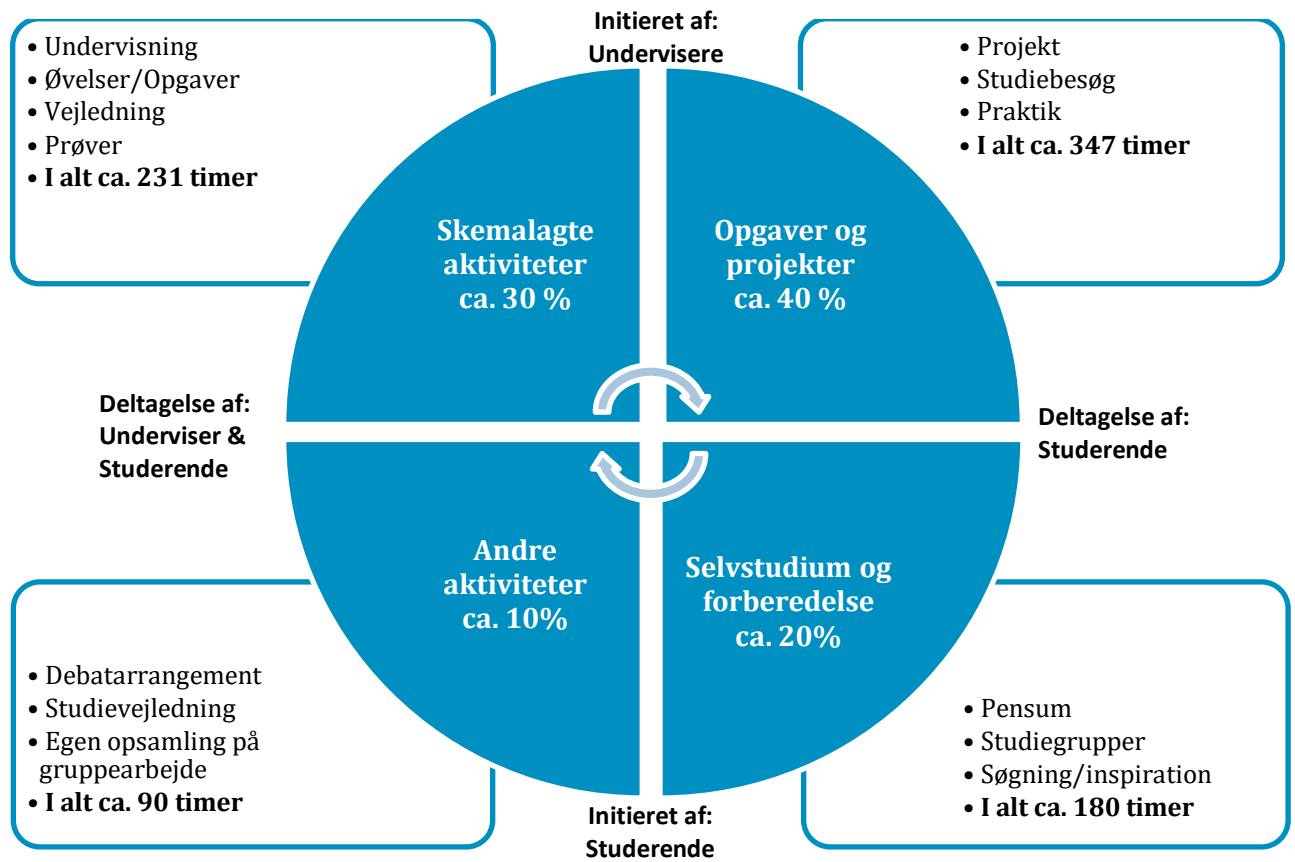 Initieret af:
Undervisere
• Undervisning
• Øvelser/Opgaver
• Vejledning
• Prøver
• I alt ca. 231 timer
• Projekt
• Studiebesøg
• Praktik
• I alt ca. 347 timer
Skemalagte
aktiviteter
ca. 30 %
Opgaver og
projekter
ca. 40 %
Deltagelse af:
Underviser &
Studerende
Deltagelse af:
Studerende
Andre
aktiviteter
ca. 10%
Selvstudium og
forberedelse
ca. 20%
• Debatarrangement
• Studievejledning
• Egen opsamling på
gruppearbejde
• I alt ca. 90 timer
• Pensum
• Studiegrupper
• Søgning/inspiration
• I alt ca. 180 timer
Initieret af:
Studerende